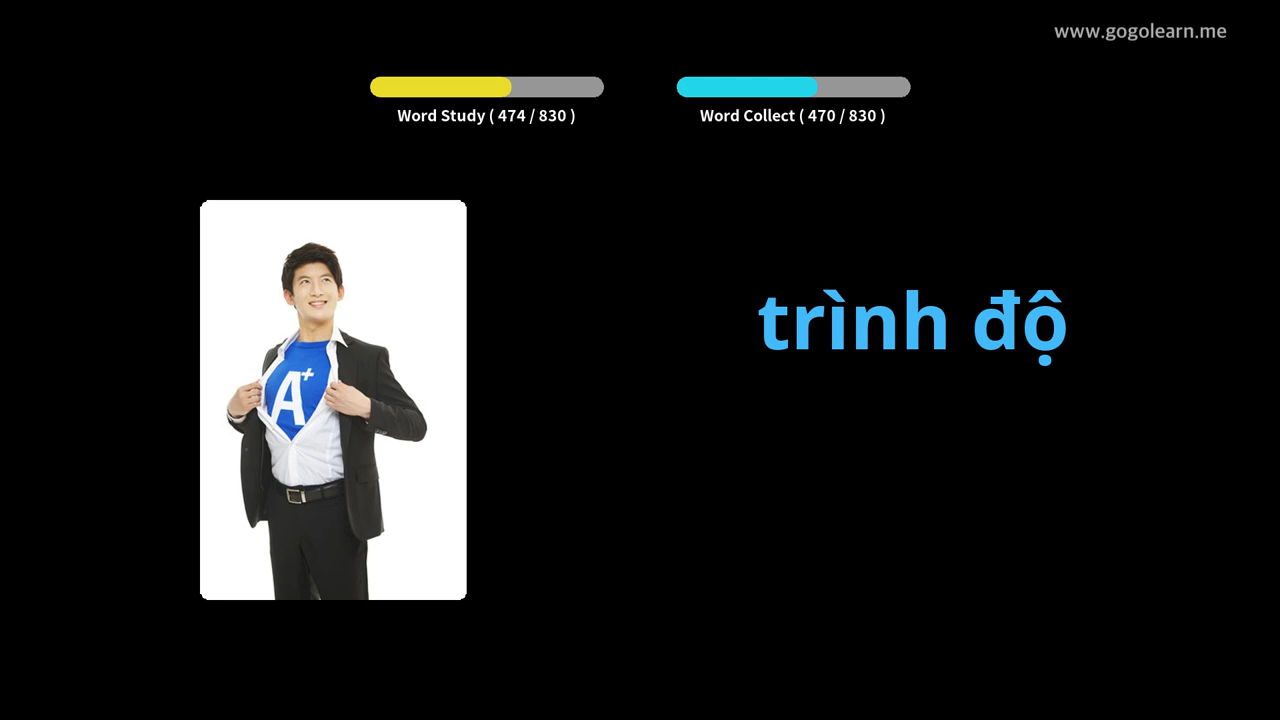 www.gogolearn.me
Word Study ( 474 / 830 )
Word Collect ( 470 / 830 )
trình độ
A+